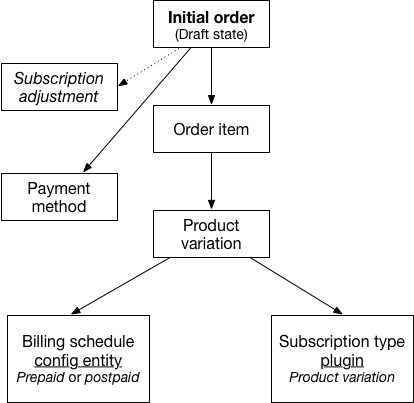 Initial order
(Draft state)
Subscription
adjustment
Order item
Payment
method
Product
variation
Billing schedule
config entity
Prepaid or postpaid
Subscription type
plugin
Product variation